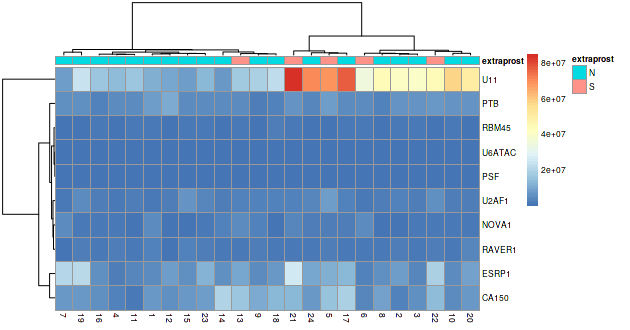 extraprost
extraprost
N
S
U11
PTB
RBM45
U6ATAC
PSF
U2AF1
NOVA1
RAVER1
ESRP1
CA150
8e+07
6e+07
4e+07
2e+07
7 19 16 4 11 1 12 15 23 14 13 9 18 21 24 5 17 6 8 2 3 22 10 20